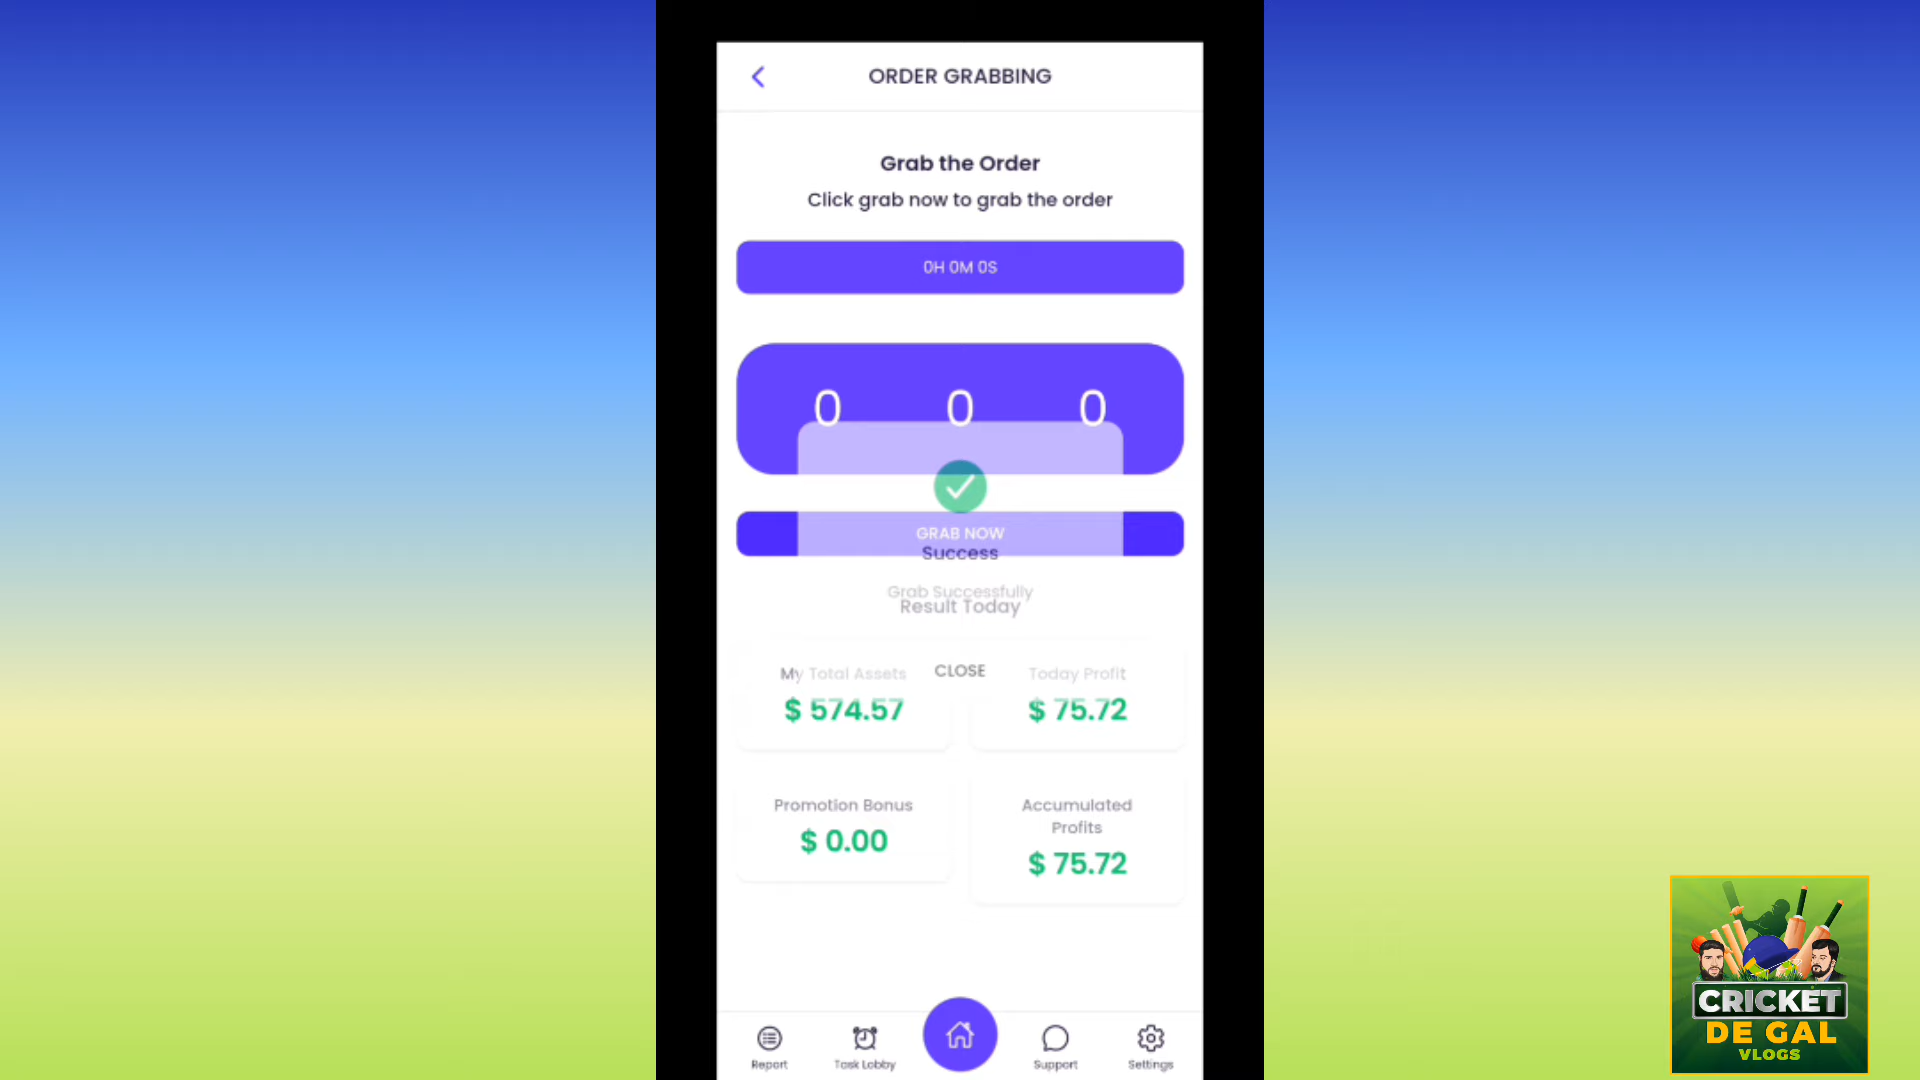 ORDER GRABBING
Grab the Order
Click grab now to grab the order
0H 0M 0S
0 0 0
GRAB NOW
Success
Grab Successfully
Result Today
My Total Assets
$ 574.57
CLOSE
Today Profit
$ 75.72
Promotion Bonus
$ 0.00
Accumulated
Profits
$ 75.72
Report
Task Lobby
Support
Settings
CRICKET
DE GAL
VLOGS